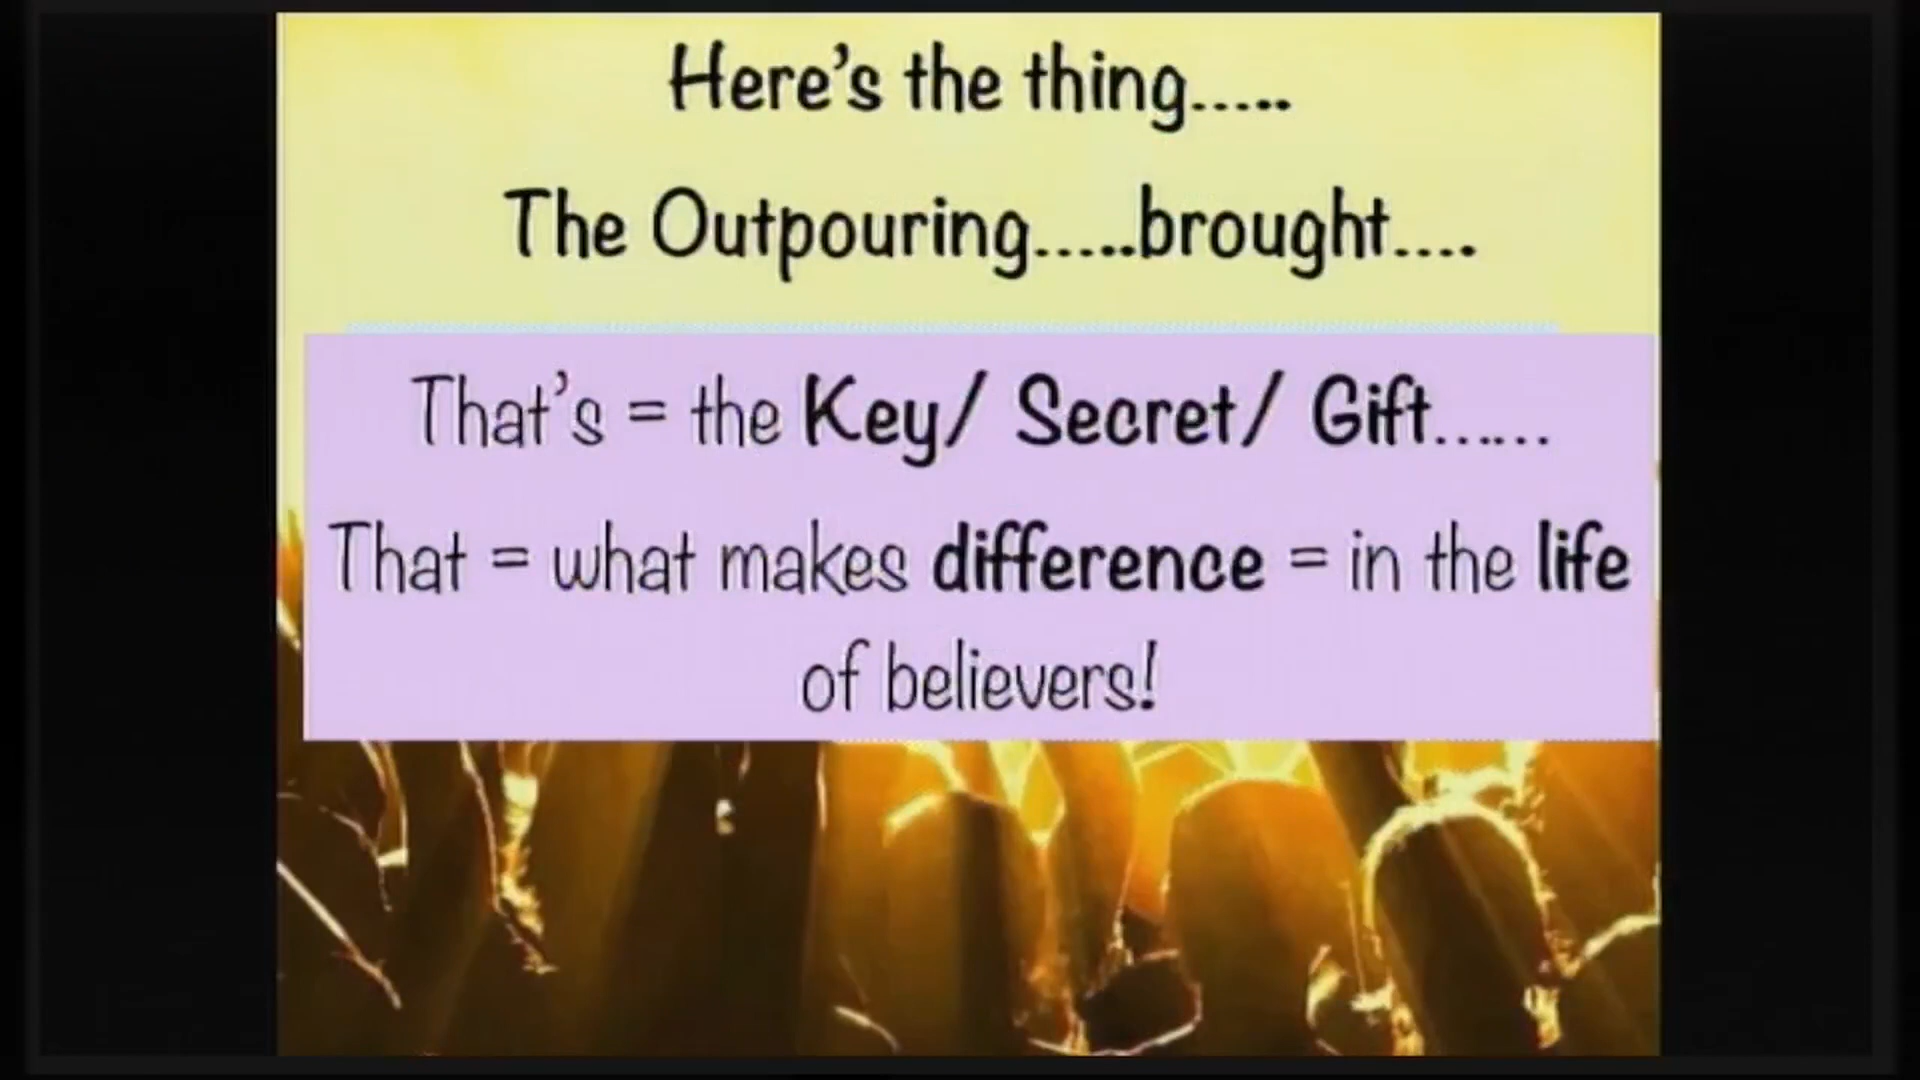 Here's the thing.....
The Outpouring.....brought....
That's = the Key/ Secret/ Gift......
That = what makes difference = in the life
of believers!